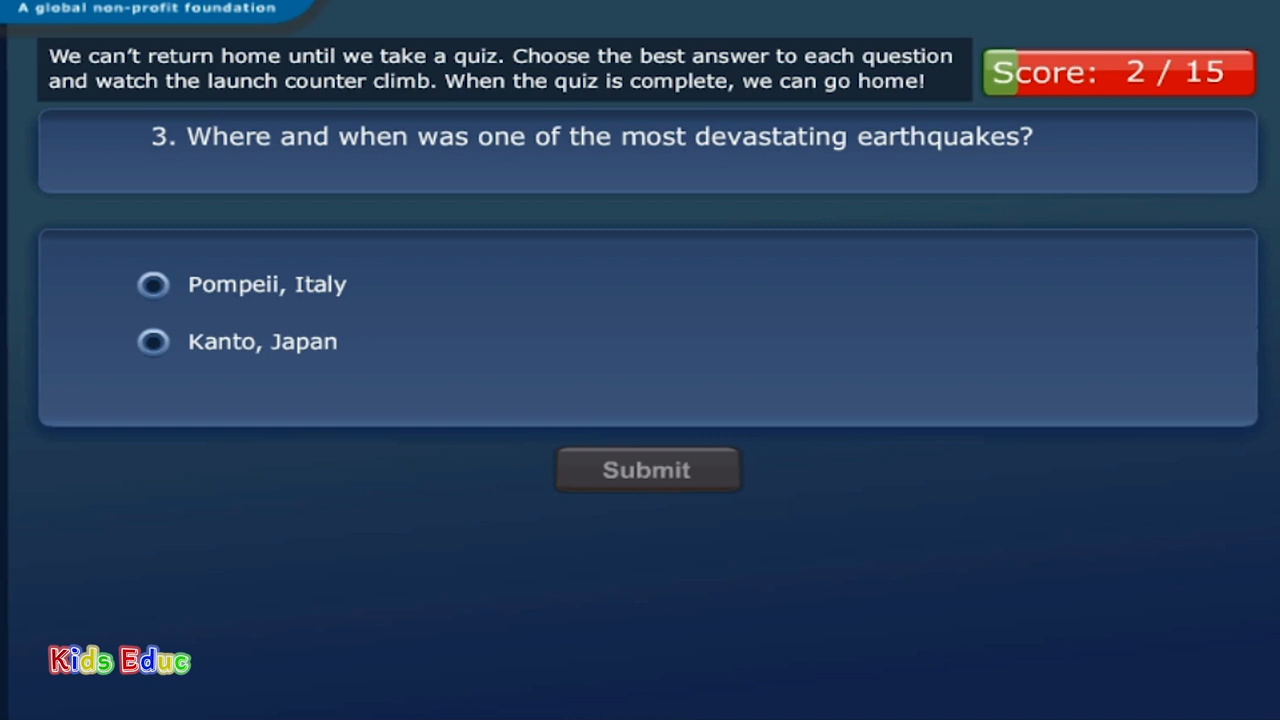 A global non-profit foundation
We can't return home until we take a quiz. Choose the best answer to each question
and watch the launch counter climb. When the quiz is complete, we can go home!
Score: 2 / 15
3. Where and when was one of the most devastating earthquakes?
Pompeii, Italy
Kanto, Japan
Submit
Kids Educ